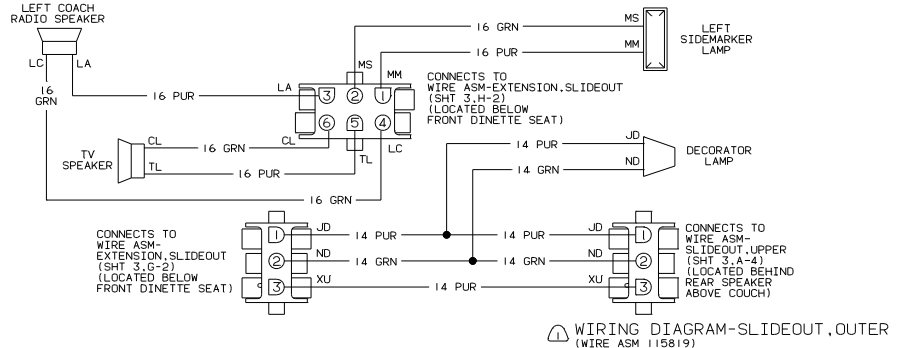 LEFT COACH
RADIO SPEAKER
LC
LA
16
GRN
16 PUR
LA
MS
MM
16 GRN
MS
16 PUR
MM
LEFT
SIDEMARKER
LAMP
3
2
1
6
5
4
CONNECTS TO
WIRE ASM-EXTENSION,SLIDEOUT
(SHT 3,H-2)
(LOCATED BELOW
FRONT DINETTE SEAT)
TV
SPEAKER
CL
16 GRN
CL
TL
16 PUR
TL
LC
16 GRN
14 PUR
JD
14 GRN
ND
DECORATOR
LAMP
CONNECTS TO
WIRE ASM-
EXTENSION,SLIDEOUT
(SHT 3,G-2)
(LOCATED BELOW
FRONT DINETTE SEAT)
1
JD
14 PUR
14 PUR
JD
1
2
ND
14 GRN
14 GRN
ND
2
3
XU
14 PUR
XU
3
CONNECTS TO
WIRE ASM-
SLIDEOUT,UPPER
(SHT 3,A-4)
(LOCATED BEHIND
REAR SPEAKER
ABOVE COUCH)
1 WIRING DIAGRAM-SLIDEOUT,OUTER
(WIRE ASM 115819)